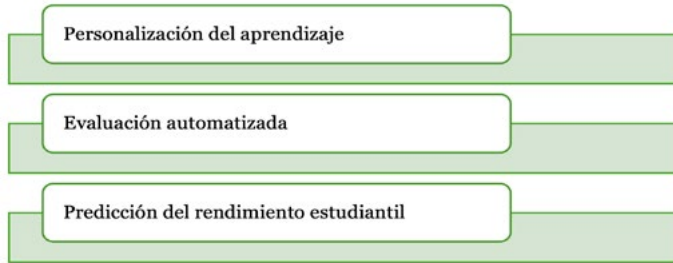 Personalización del aprendizaje
Evaluación automatizada
Predicción del rendimiento estudiantil